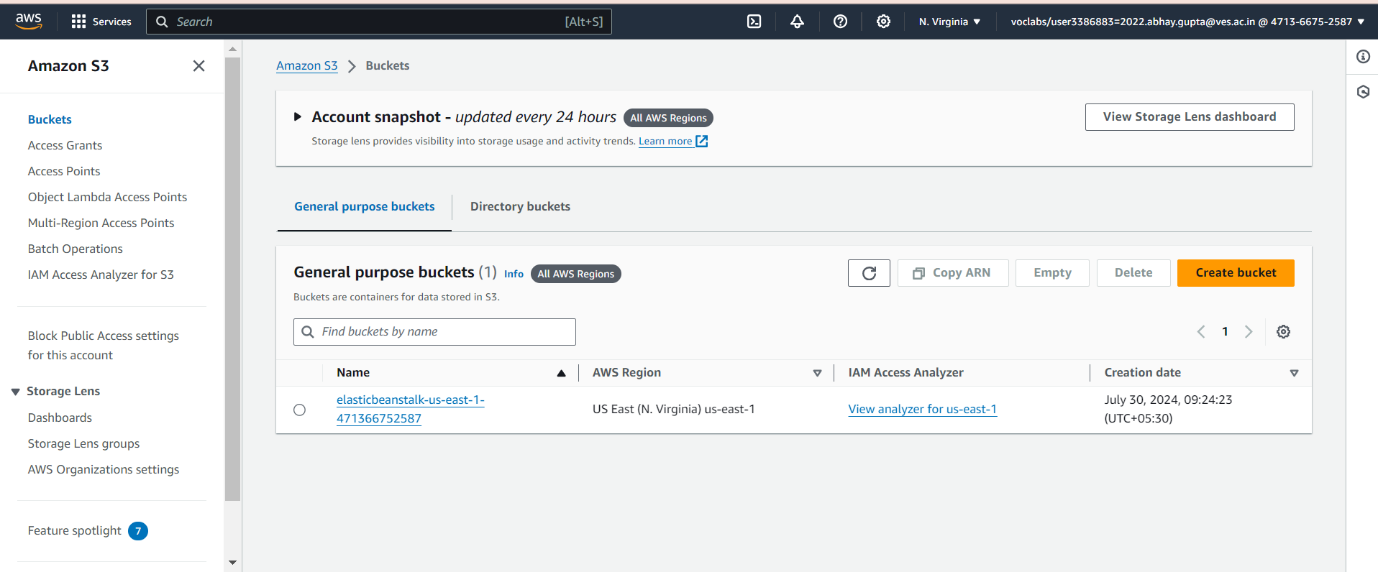 aws Services Search [Alt+S] N. Virginia voclabs/user3386883=2022.abhay.gupta@ves.ac.in @ 4713-6675-2587
Amazon S3
Buckets
Access Grants
Access Points
Object Lambda Access Points
Multi-Region Access Points
Batch Operations
IAM Access Analyzer for S3
Block Public Access settings
for this account
Storage Lens
Dashboards
Storage Lens groups
AWS Organizations settings
Feature spotlight 7
Amazon S3 Buckets
Account snapshot - updated every 24 hours All AWS Regions
View Storage Lens dashboard
Storage lens provides visibility into storage usage and activity trends. Learn more
General purpose buckets Directory buckets
General purpose buckets (1) Info All AWS Regions
Copy ARN Empty Delete Create bucket
Buckets are containers for data stored in S3.
Find buckets by name
1
Name AWS Region IAM Access Analyzer Creation date
elasticbeanstalk-us-east-1-
471366752587
US East (N. Virginia) us-east-1
View analyzer for us-east-1
July 30, 2024, 09:24:23
(UTC+05:30)